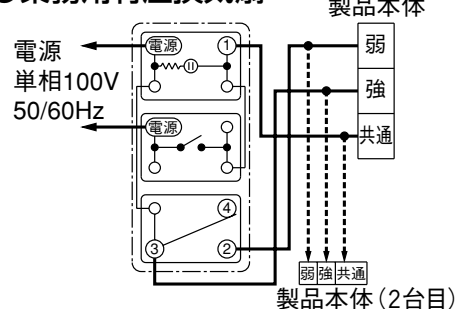 製品本体
電源
単相100V
50/60Hz
電源
①
電源
④
③
②
弱
強
共通
弱 強 共通
製品本体（2台目）